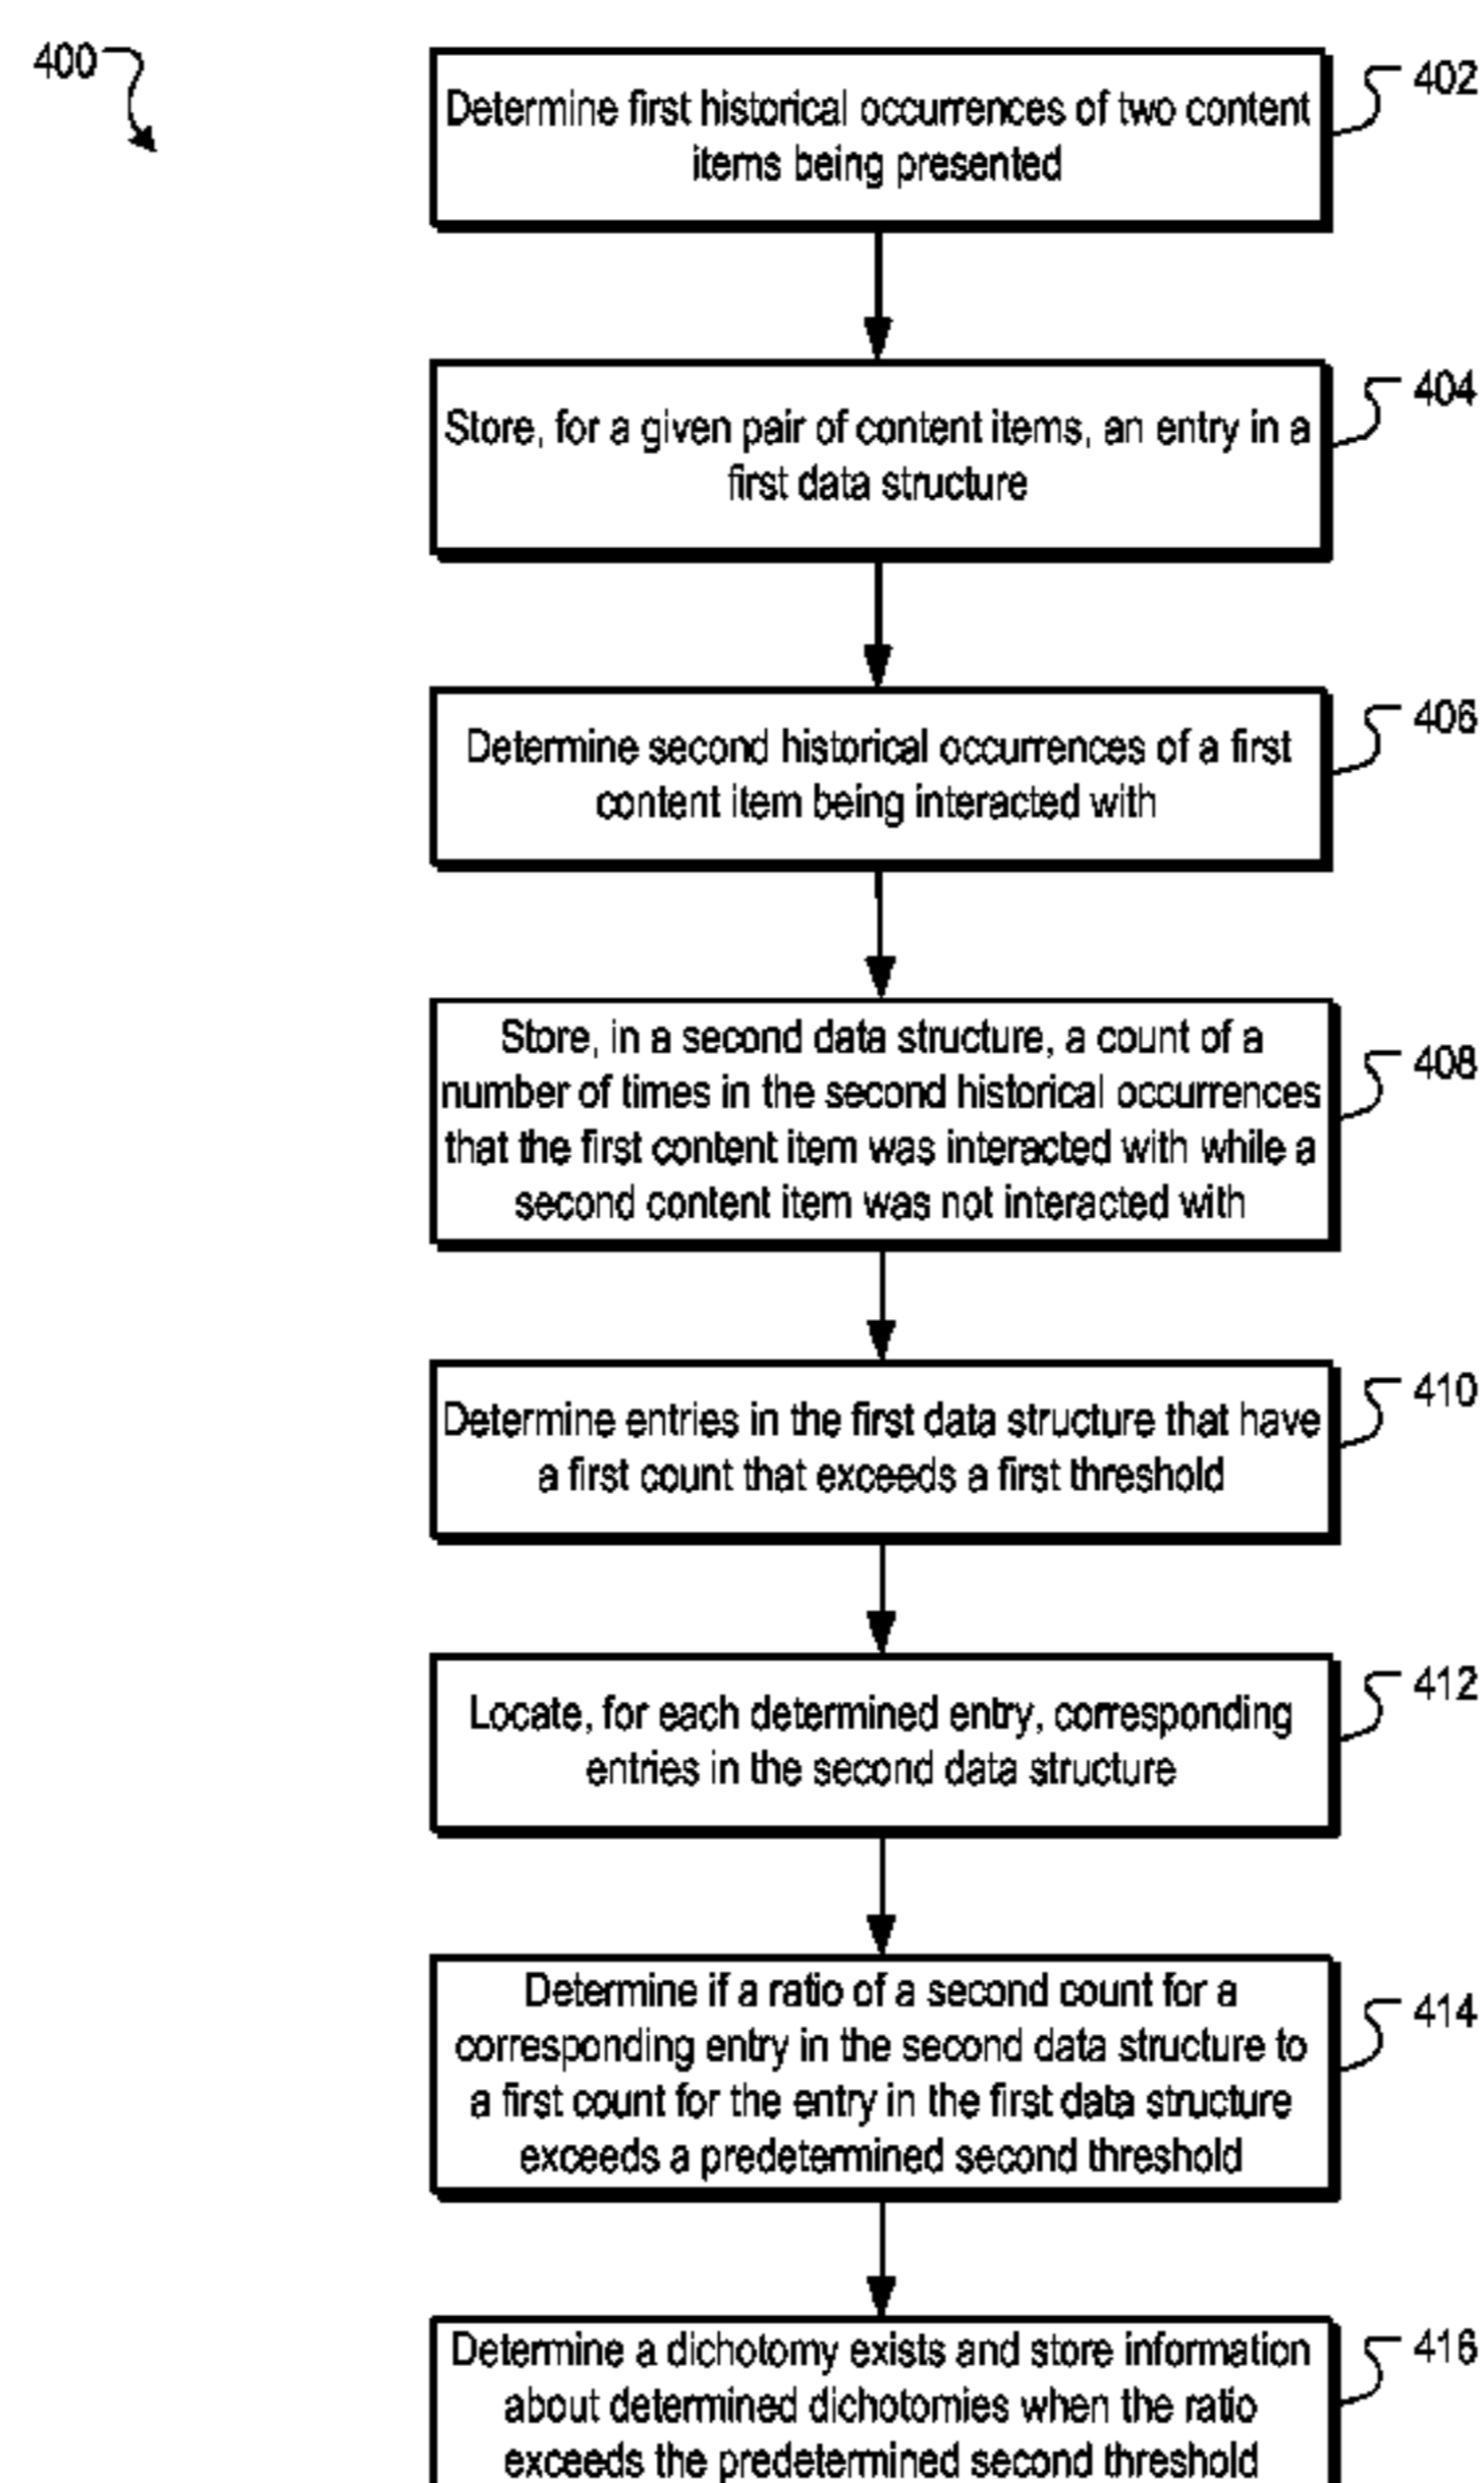 400
402
Determine first historical occurrences of two content
items being presented
404
Store, for a given pair of content items, an entry in a
first data structure
406
Determine second historical occurrences of a first
content item being interacted with
408
Store, in a second data structure, a count of a
number of times in the second historical occurrences
that the first content item was interacted with while a
second content item was not interacted with
410
Determine entries in the first data structure that have
a first count that exceeds a first threshold
412
Locate, for each determined entry, corresponding
entries in the second data structure
414
Determine if a ratio of a second count for a
corresponding entry in the second data structure to
a first count for the entry in the first data structure
exceeds a predetermined second threshold
416
Determine a dichotomy exists and store information
about determined dichotomies when the ratio
exceeds the predetermined second threshold